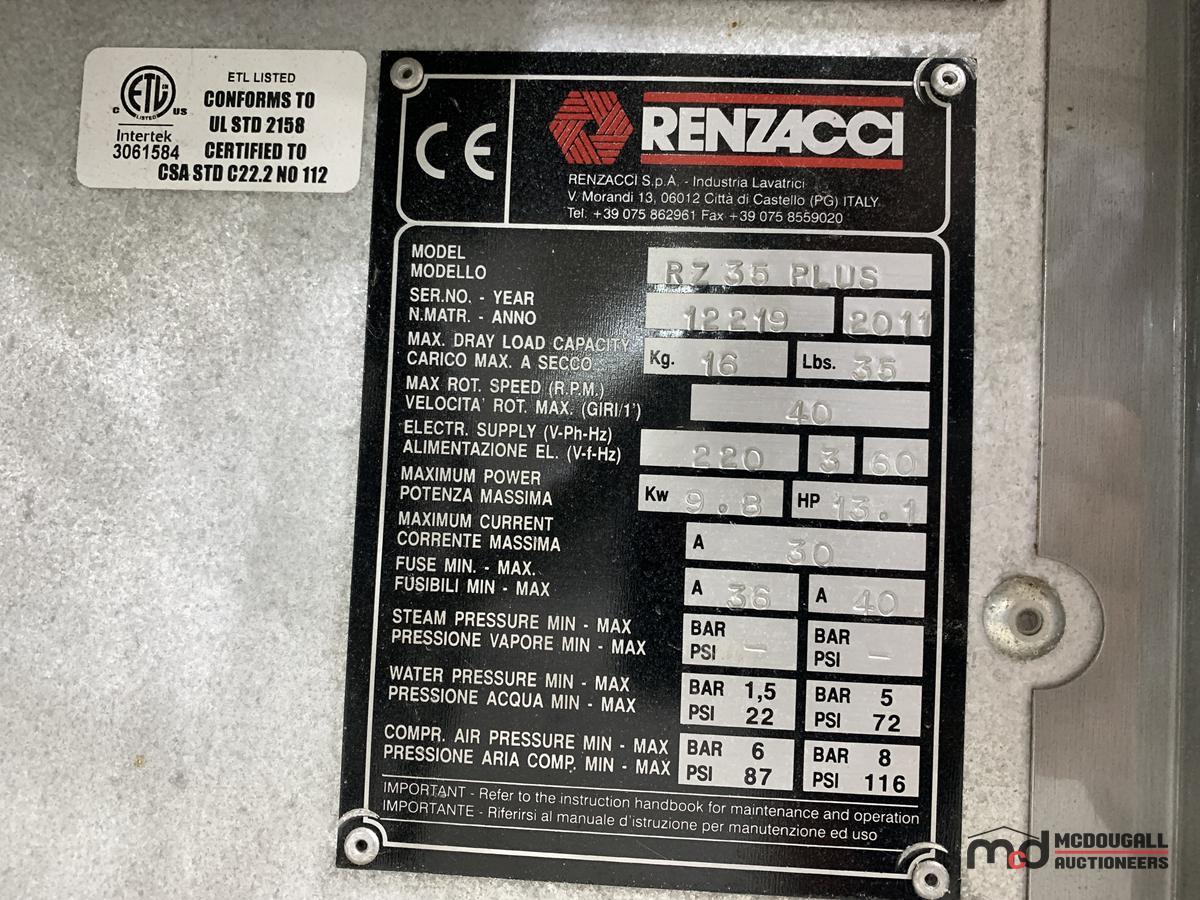 C ETL LISTED US
Intertek
3061584
ETL LISTED
CONFORMS TO
UL STD 2158
CERTIFIED TO
CSA STD C22.2 NO 112
CE
RENZACCI
RENZACCI S.p.A. - Industria Lavatrici
V. Morandi 13, 06012 Città di Castello (PG) ITALY
Tel. +39 075 862961 Fax +39 075 8559020
MODEL
MODELLO
RZ 35 PLUS
SER.NO. - YEAR
N.MATR. - ANNO
12219 2011
MAX. DRAY LOAD CAPACITY
CARICO MAX. A SECCO
Kg. 16 Lbs. 35
MAX ROT. SPEED (R.P.M.)
VELOCITA' ROT. MAX. (GIRI/1')
40
ELECTR. SUPPLY (V-Ph-Hz)
ALIMENTAZIONE EL. (V-f-Hz)
220 3 60
MAXIMUM POWER
POTENZA MASSIMA
Kw 9.8 HP 13.1
MAXIMUM CURRENT
CORRENTE MASSIMA
A 30
FUSE MIN. - MAX.
FUSIBILI MIN - MAX
A 36 A 40
STEAM PRESSURE MIN - MAX
PRESSIONE VAPORE MIN - MAX
BAR BAR
PSI — PSI —
WATER PRESSURE MIN - MAX
PRESSIONE ACQUA MIN - MAX
BAR 1,5 BAR 5
PSI 22 PSI 72
COMPR. AIR PRESSURE MIN - MAX
PRESSIONE ARIA COMP. MIN - MAX
BAR 6 BAR 8
PSI 87 PSI 116
IMPORTANT - Refer to the instruction handbook for maintenance and operation
IMPORTANTE - Riferirsi al manuale d'istruzione per manutenzione ed uso
mcd MCDOUGALL
AUCTIONEERS